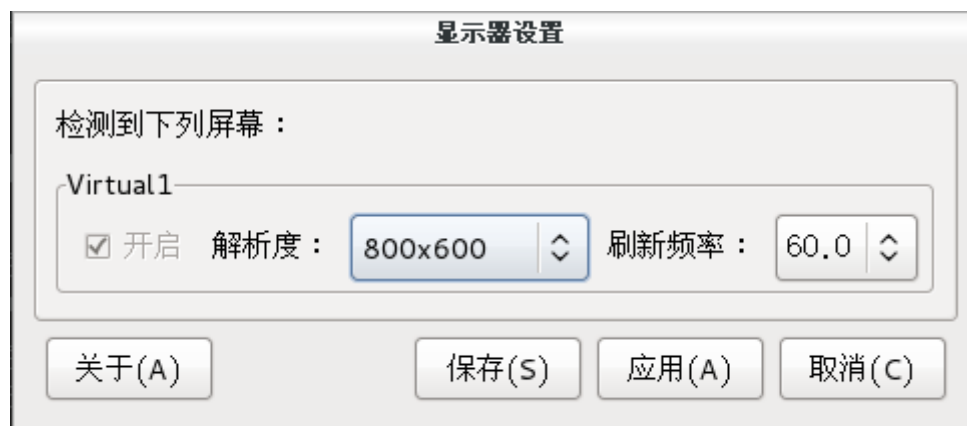 显示器设置
检测到下列屏幕：
Virtual1
开启 解析度： 800x600 刷新频率： 60.0
关于(A) 保存(S) 应用(A) 取消(C)